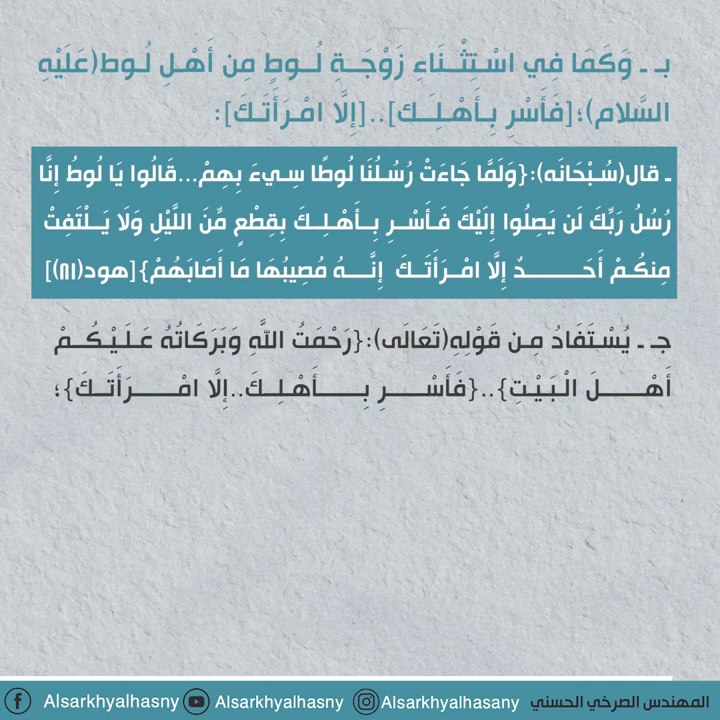 بـ ـ وَكَمَا فِي اسْتِثْنَاءِ زَوْجَةِ لُوطٍ مِن أَهْلِ لُوط(عَلَيْهِ
السَّلام)؛[فَأَسْرِ بِأَهْلِكَ]..[إِلَّا امْرَأَتَكَ]:
ـ قال(سُبْحَانَه):{وَلَمَّا جَاءَتْ رُسُلُنَا لُوطًا سِيءَ بِهِمْ...قَالُوا يَا لُوطُ إِنَّا
رُسُلُ رَبِّكَ لَن يَصِلُوا إِلَيْكَ فَأَسْرِ بِأَهْلِكَ بِقِطْعٍ مِّنَ اللَّيْلِ وَلَا يَلْتَفِتْ
مِنكُمْ أَحَدٌ إِلَّا امْرَأَتَكَ إِنَّهُ مُصِيبُهَا مَا أَصَابَهُمْ}[هود(٨١)]
جـ ـ يُسْتَفَادُ مِن قَوْلِهِ(تَعَالَى):{رَحْمَتُ اللَّهِ وَبَرَكَاتُهُ عَلَيْكُمْ
أَهْلَ الْبَيْتِ}..{فَأَسْرِ بِأَهْلِكَ..إِلَّا امْرَأَتَكَ}؛
Alsarkhyalhasny Alsarkhyalhasny Alsarkhyalhasany المهندس الصرخي الحسني